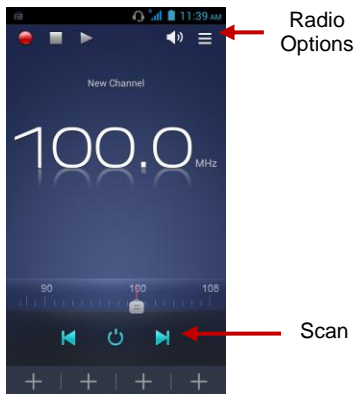 11:39 AM
Radio
Options
New Channel
100.0 MHz
90 100 108
Scan